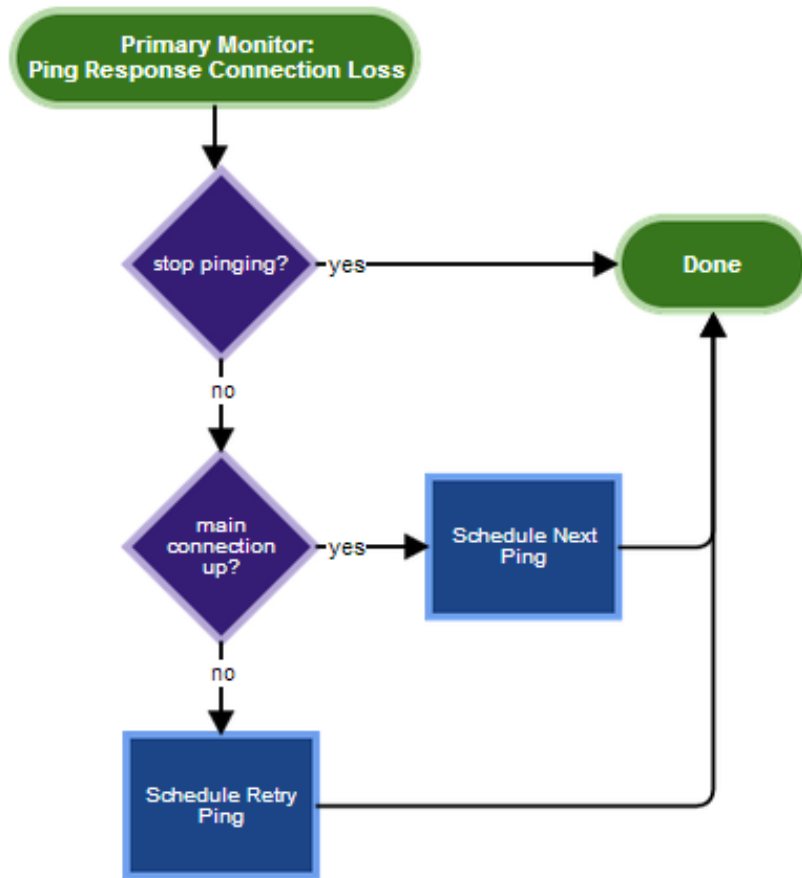 Primary Monitor:
Ping Response Connection Loss
stop pinging?
yes
Done
no
main
connection
up?
yes
Schedule Next
Ping
no
Schedule Retry
Ping